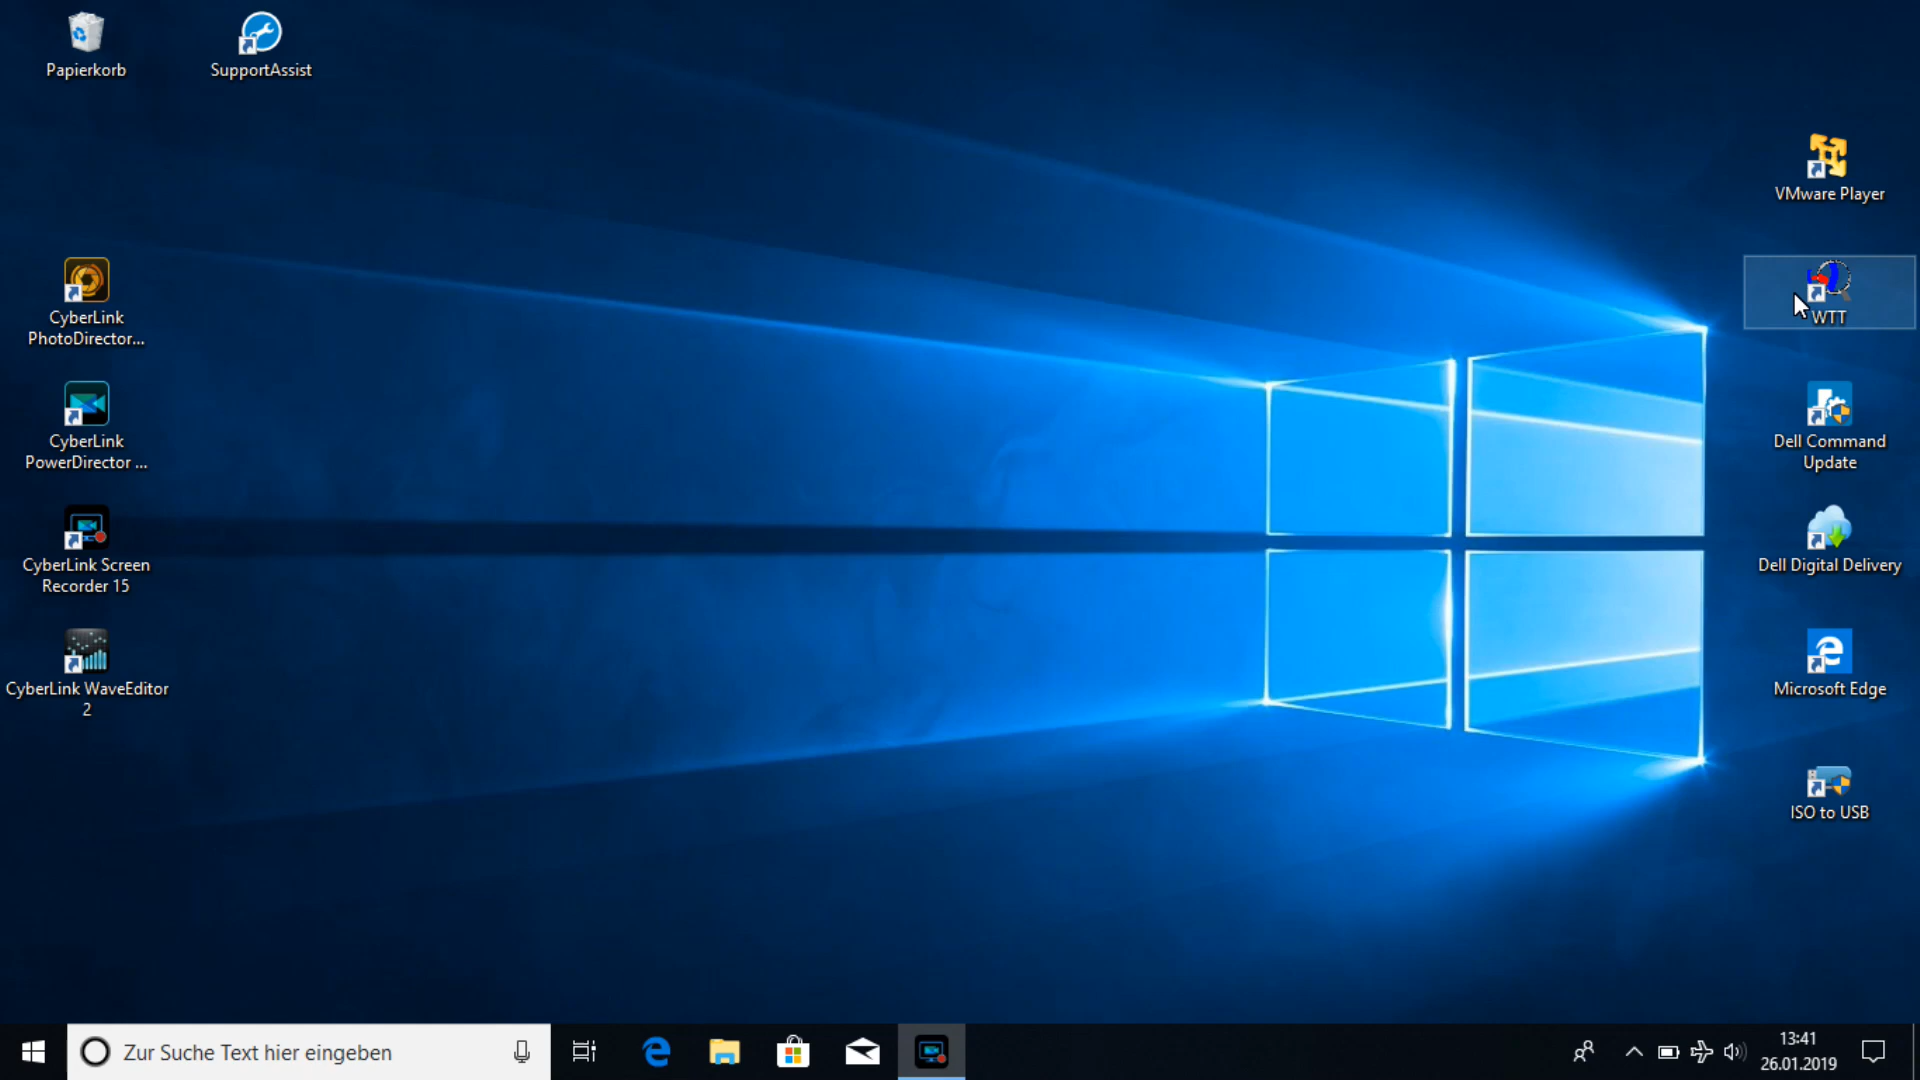 Papierkorb
SupportAssist
VMware Player
CyberLink
PhotoDirector...
WTT
CyberLink
PowerDirector ...
Dell Command
Update
CyberLink Screen
Recorder 15
Dell Digital Delivery
CyberLink WaveEditor
2
Microsoft Edge
ISO to USB
Zur Suche Text hier eingeben
13:41
26.01.2019